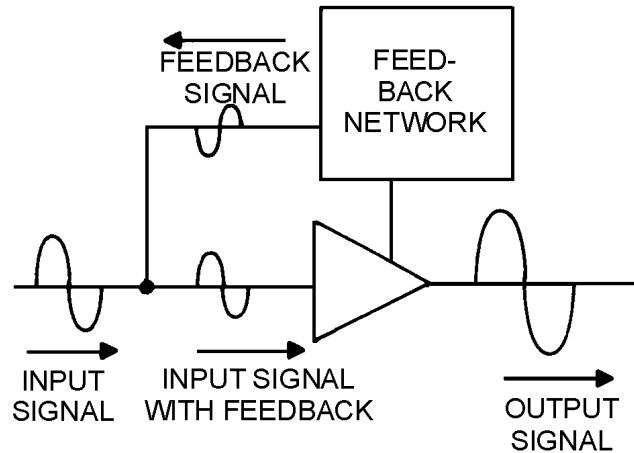 FEEDBACK
SIGNAL
FEED-
BACK
NETWORK
INPUT
SIGNAL
INPUT SIGNAL
WITH FEEDBACK
OUTPUT
SIGNAL